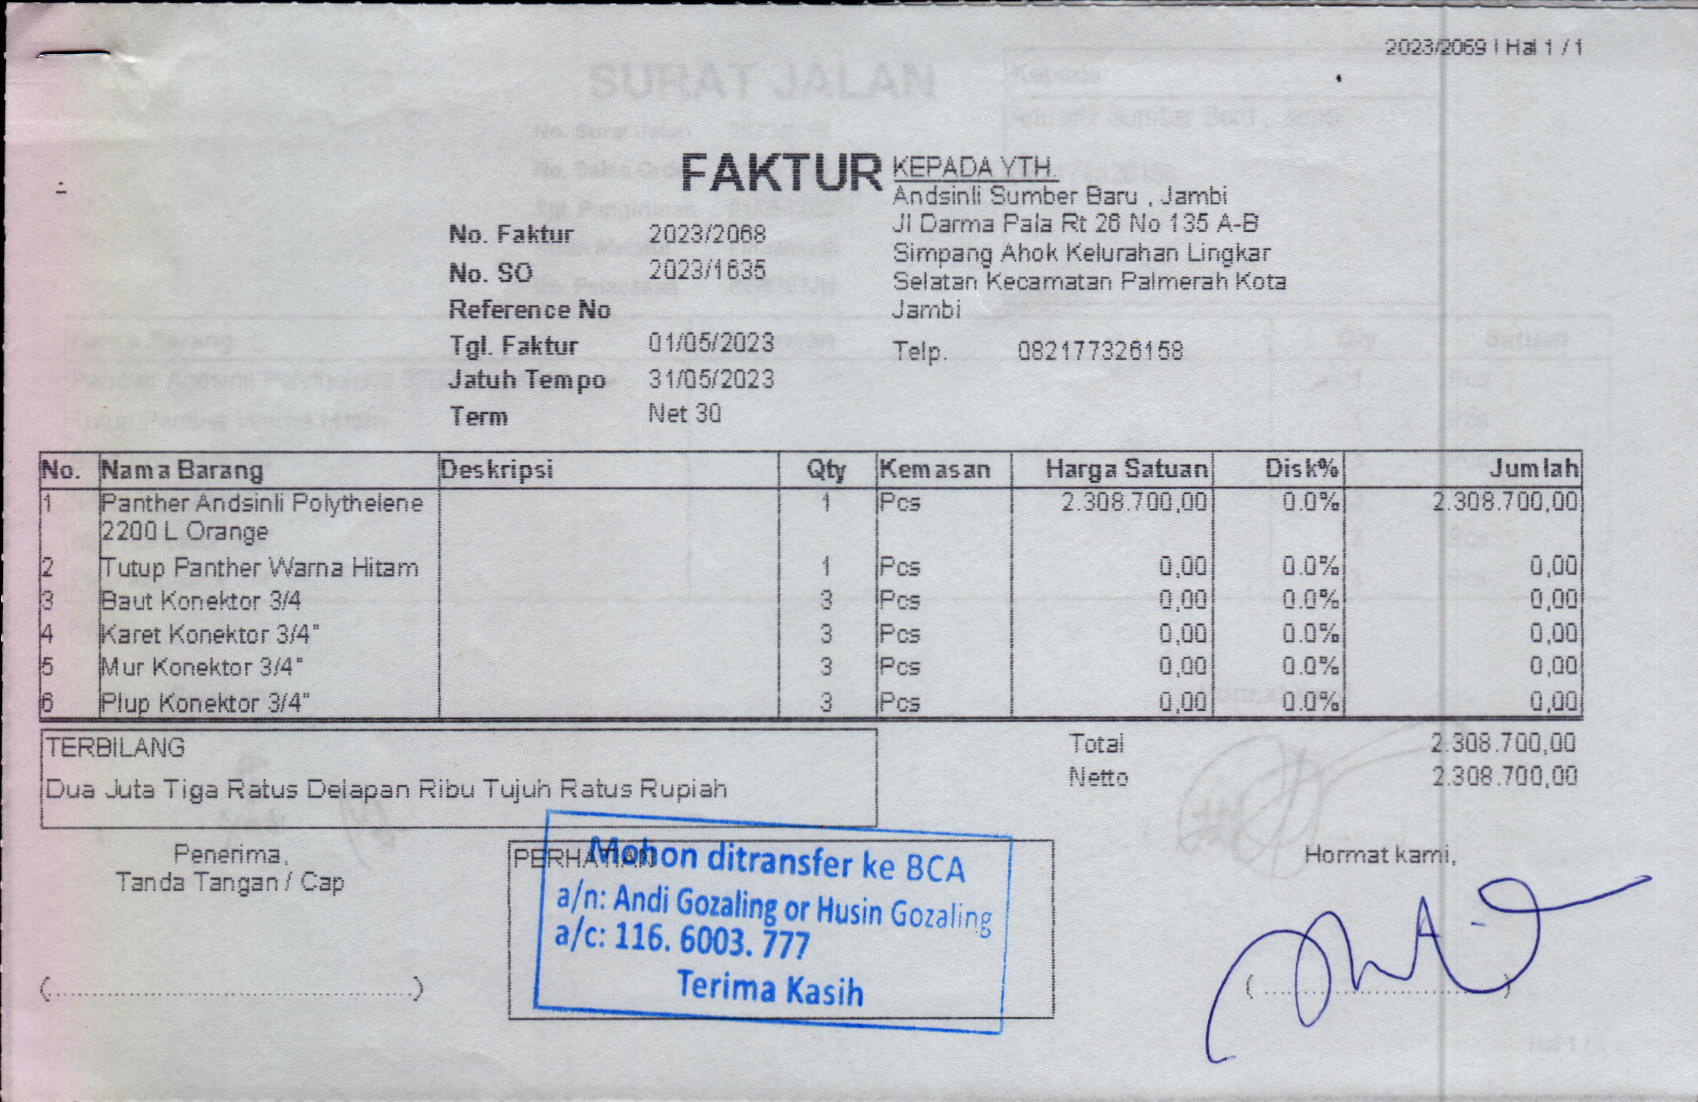 2023/2069 | Hal 1 / 1
FAKTUR
KEPADA YTH.
Andsinli Sumber Baru , Jambi
Jl Darma Pala Rt 26 No 135 A-B
Simpang Ahok Kelurahan Lingkar
Selatan Kecamatan Palmerah Kota
Jambi
Telp. 082177326158
No. Faktur 2023/2068
No. SO 2023/1635
Reference No
Tgl. Faktur 01/05/2023
Jatuh Tempo 31/05/2023
Term Net 30
No. Nama Barang Deskripsi Qty Kemasan Harga Satuan Disk% Jumlah
1 Panther Andsinli Polythelene 1 Pcs 2.308.700,00 0.0% 2.308.700,00
2200 L Orange
2 Tutup Panther Warna Hitam 1 Pcs 0,00 0.0% 0,00
3 Baut Konektor 3/4 3 Pcs 0,00 0.0% 0,00
4 Karet Konektor 3/4" 3 Pcs 0,00 0.0% 0,00
5 Mur Konektor 3/4" 3 Pcs 0,00 0.0% 0,00
6 Plup Konektor 3/4" 3 Pcs 0,00 0.0% 0,00
TERBILANG
Dua Juta Tiga Ratus Delapan Ribu Tujuh Ratus Rupiah
Total 2.308.700,00
Netto 2.308.700,00
Penerima,
Tanda Tangan / Cap
PERHATIAN
Mohon ditransfer ke BCA
a/n: Andi Gozaling or Husin Gozaling
a/c: 116. 6003. 777
Terima Kasih
Hormat kami,
(.......................................)
(..........................)